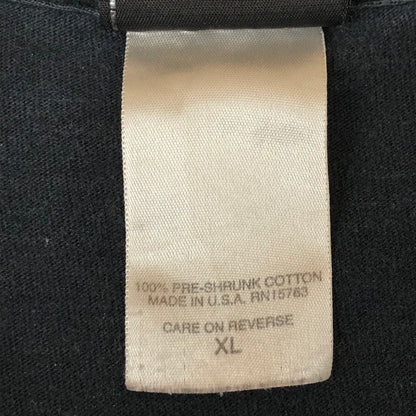 100% PRE-SHRUNK COTTON
MADE IN U.S.A. RN15763
CARE ON REVERSE
XL